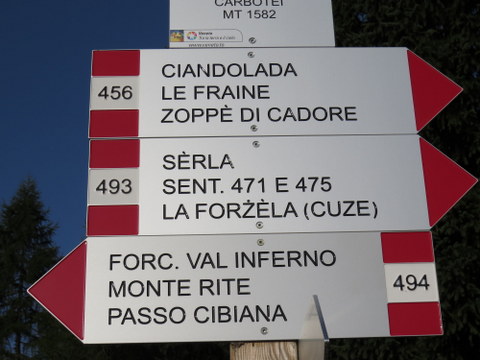 CARBOTEI
MT 1582
CIANDOLADA
456
LE FRAINE
ZOPPÈ DI CADORE
SÈRLA
493
SENT. 471 E 475
LA FORŻÈLA (CUZE)
FORC. VAL INFERNO
MONTE RITE
494
PASSO CIBIANA